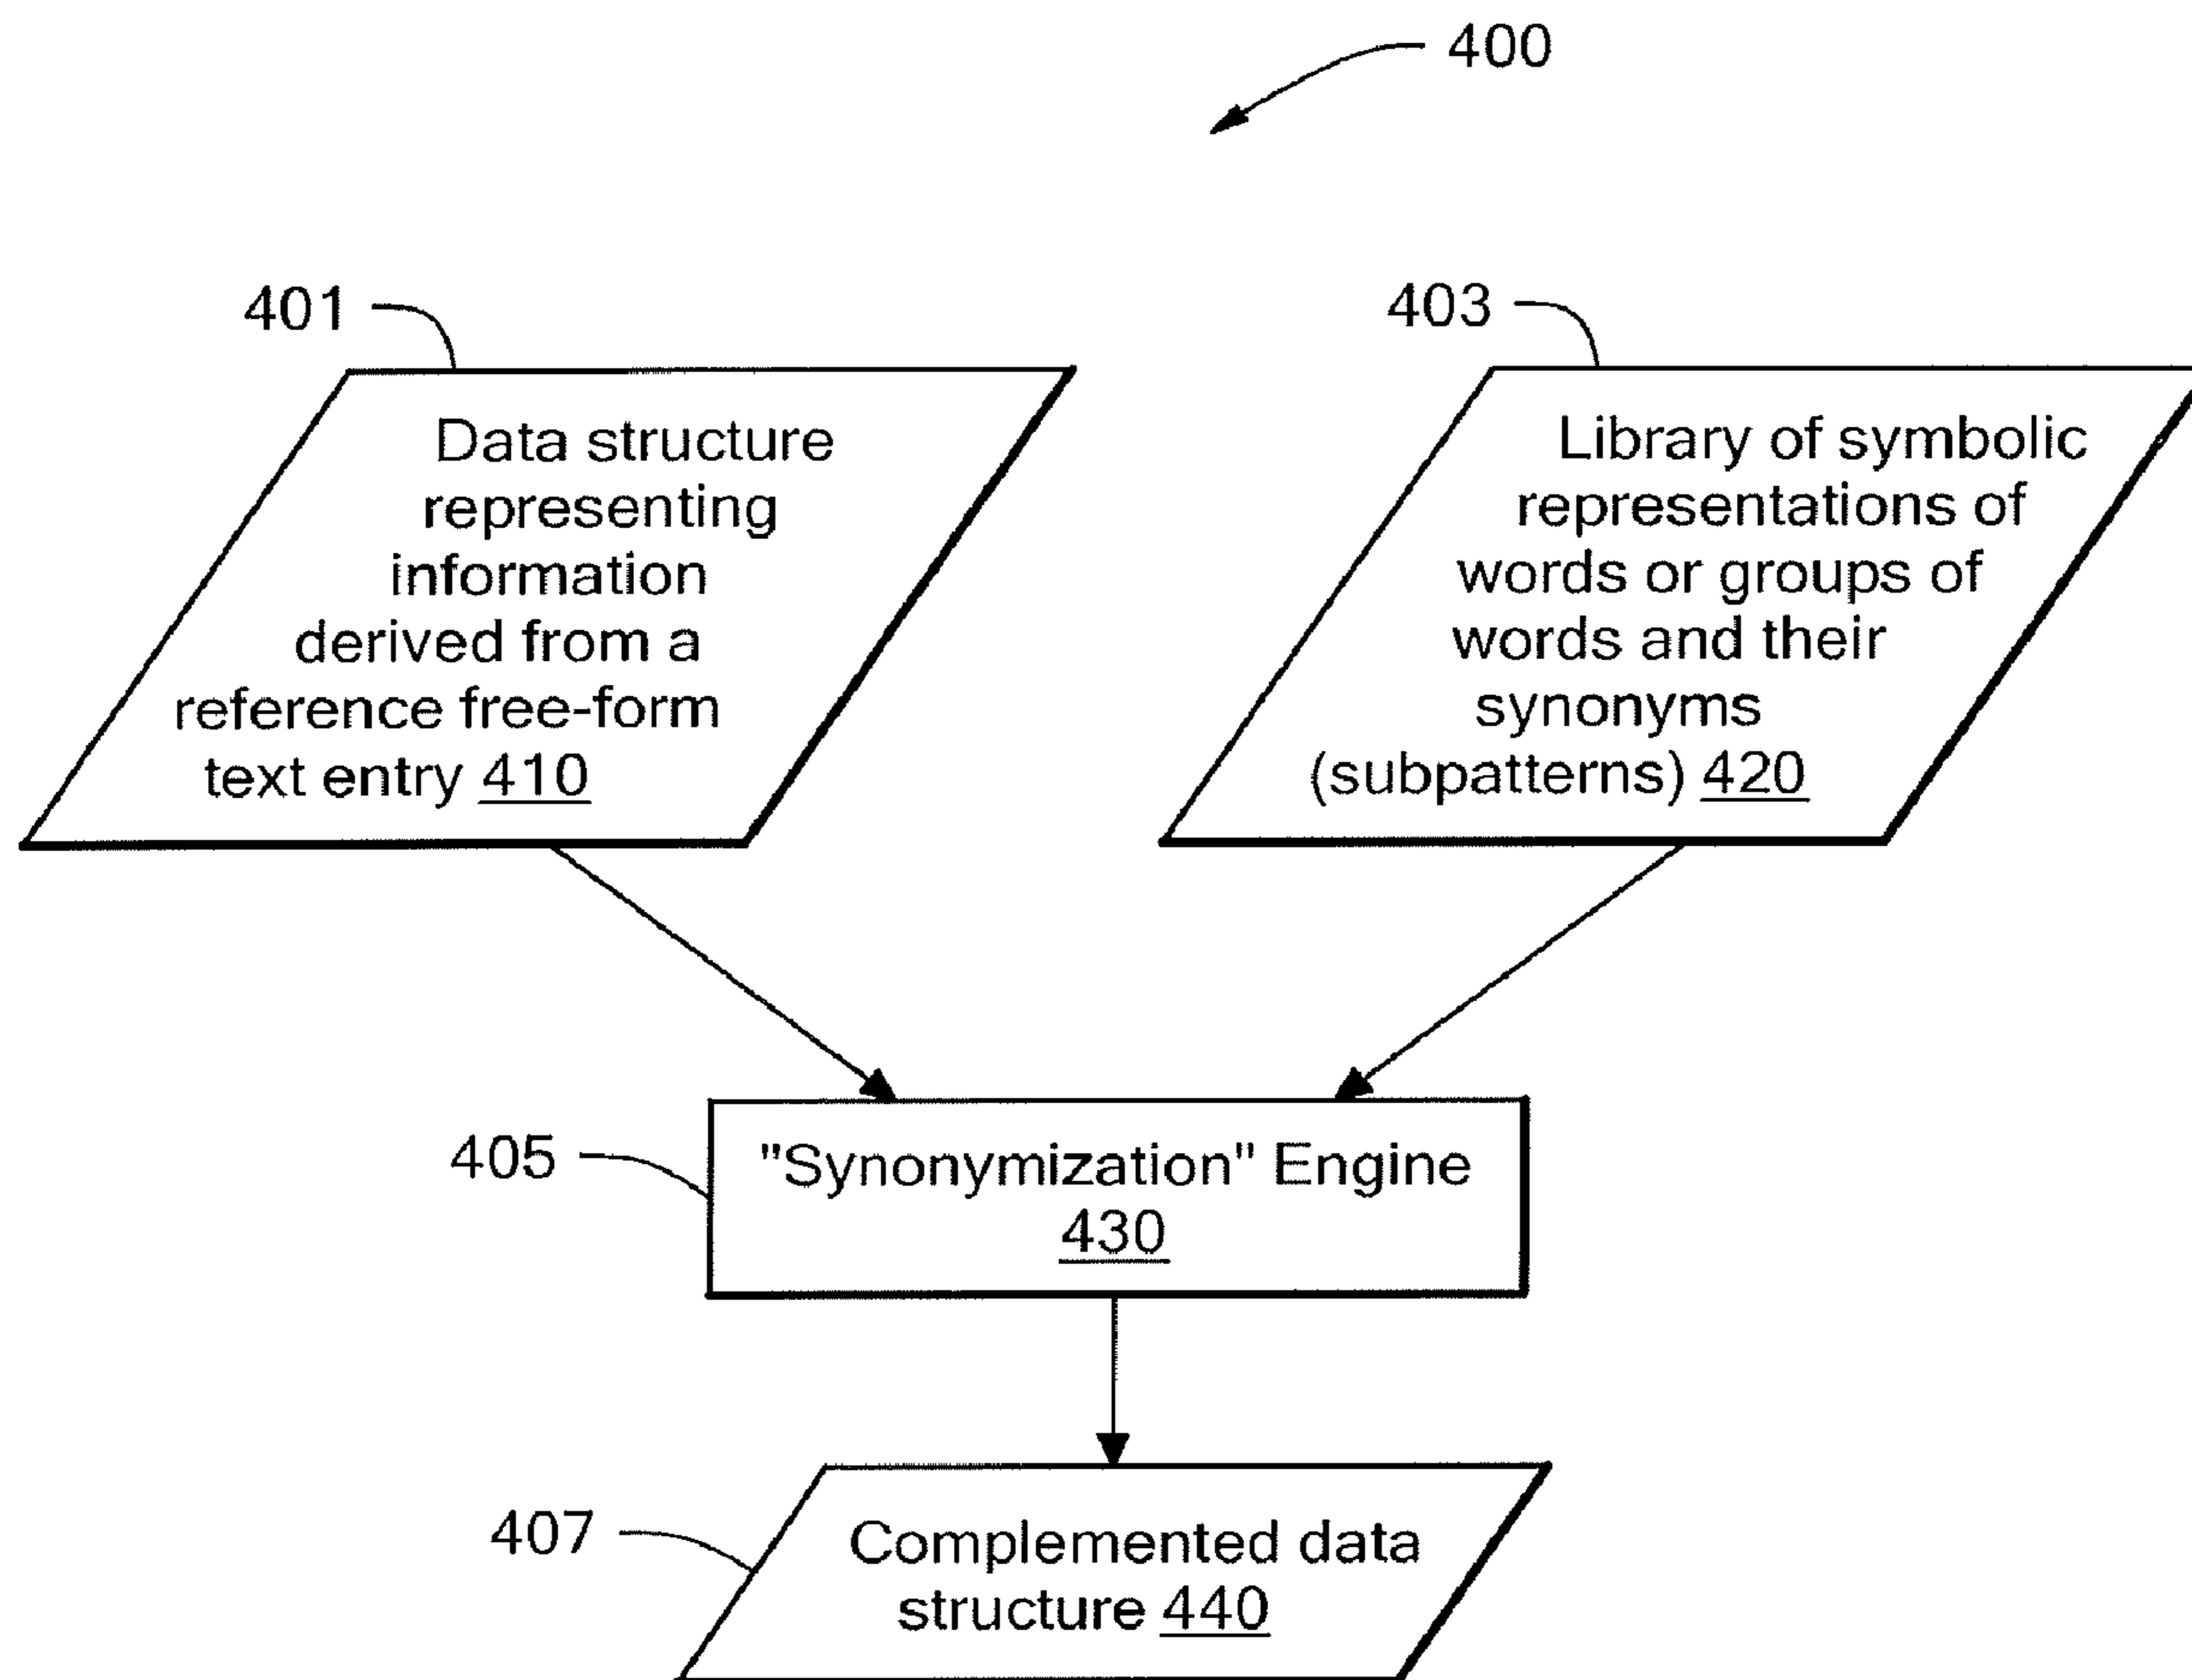 400
401
403
Data structure
representing
information
derived from a
reference free-form
text entry 410
Library of symbolic
representations of
words or groups of
words and their
synonyms
(subpatterns) 420
405
"Synonymization" Engine
430
407
Complemented data
structure 440